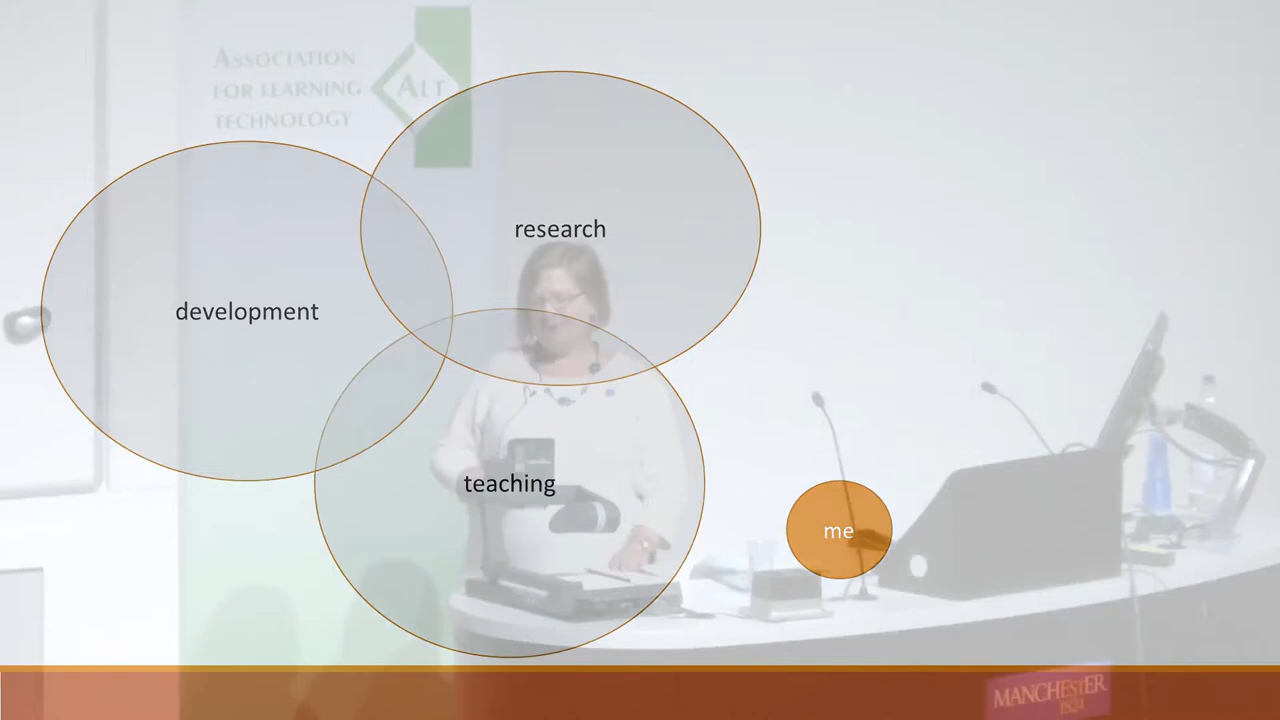 ASSOCIATION
FOR LEARNING
TECHNOLOGY
ALT
research
development
teaching
me
MANCHESTER
1824